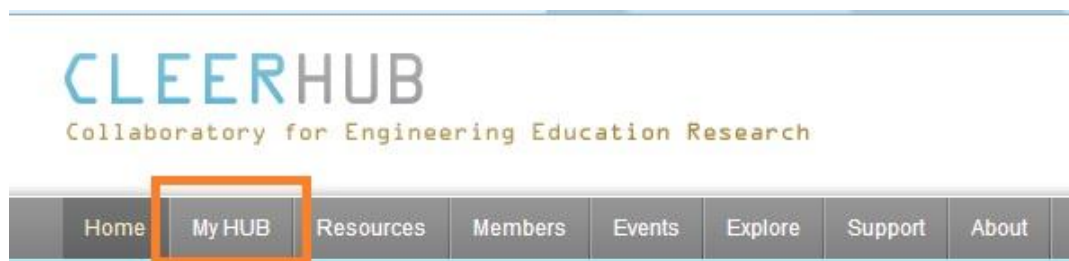 CLEERHUB
Collaboratory for Engineering Education Research
Home My HUB Resources Members Events Explore Support About